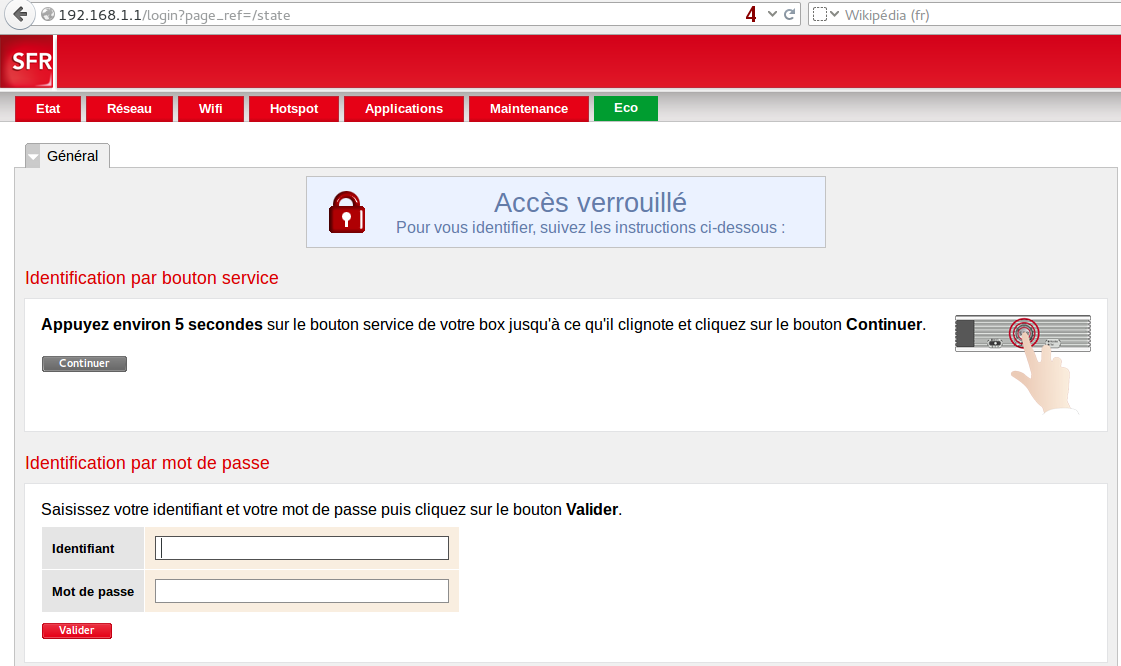 192.168.1.1/login?page_ref=/state 4 Wikipédia (fr)
SFR
Etat Réseau Wifi Hotspot Applications Maintenance Eco
Général
Accès verrouillé
Pour vous identifier, suivez les instructions ci-dessous :
Identification par bouton service
Appuyez environ 5 secondes sur le bouton service de votre box jusqu'à ce qu'il clignote et cliquez sur le bouton Continuer.
Continuer
Identification par mot de passe
Saisissez votre identifiant et votre mot de passe puis cliquez sur le bouton Valider.
Identifiant
Mot de passe
Valider